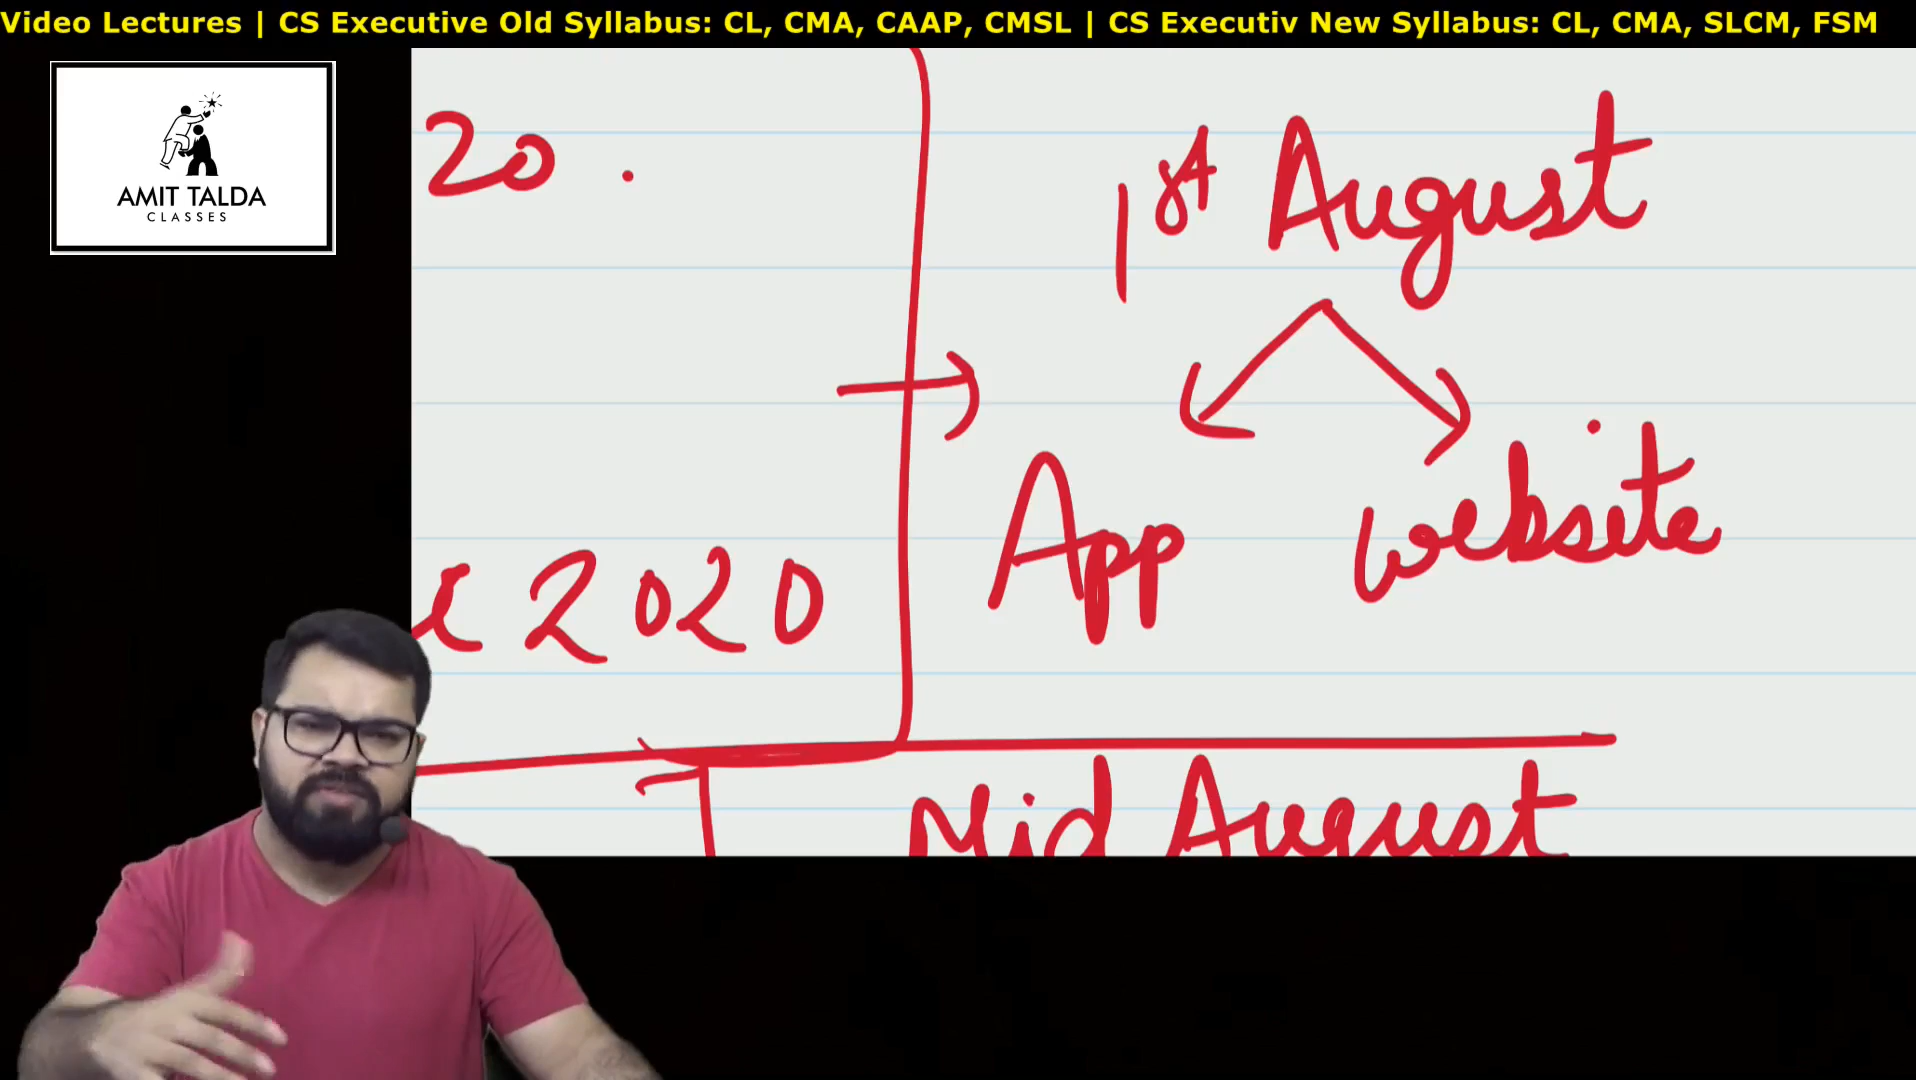 Video Lectures | CS Executive Old Syllabus: CL, CMA, CAAP, CMSL | CS Executiv New Syllabus: CL, CMA, SLCM, FSM
AMIT TALDA
CLASSES
20.
1st August
App website
2020
Mid August